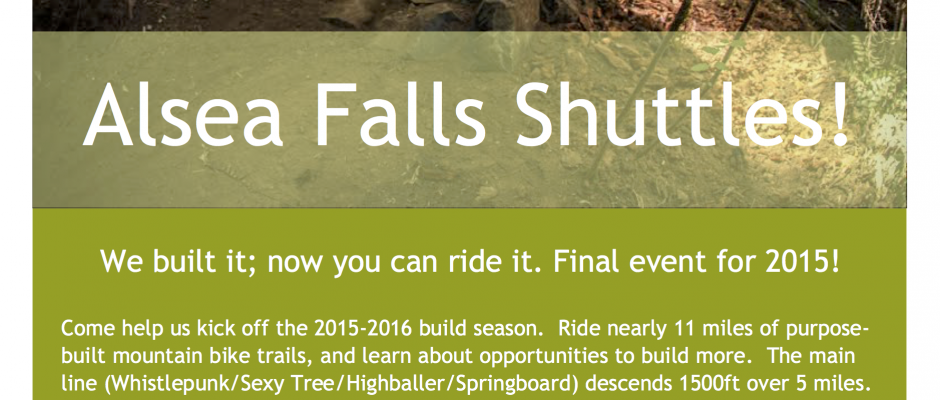 Alsea Falls Shuttles!
We built it; now you can ride it. Final event for 2015!
Come help us kick off the 2015-2016 build season.  Ride nearly 11 miles of purpose-
built mountain bike trails, and learn about opportunities to build more.  The main
line (Whistlepunk/Sexy Tree/Highballer/Springboard) descends 1500ft over 5 miles.